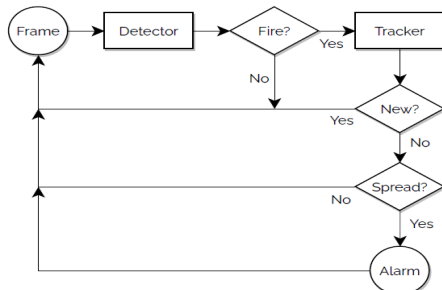 Frame
Detector
Fire?
Yes
Tracker
No
Yes
New?
No
No
Spread?
Yes
Alarm